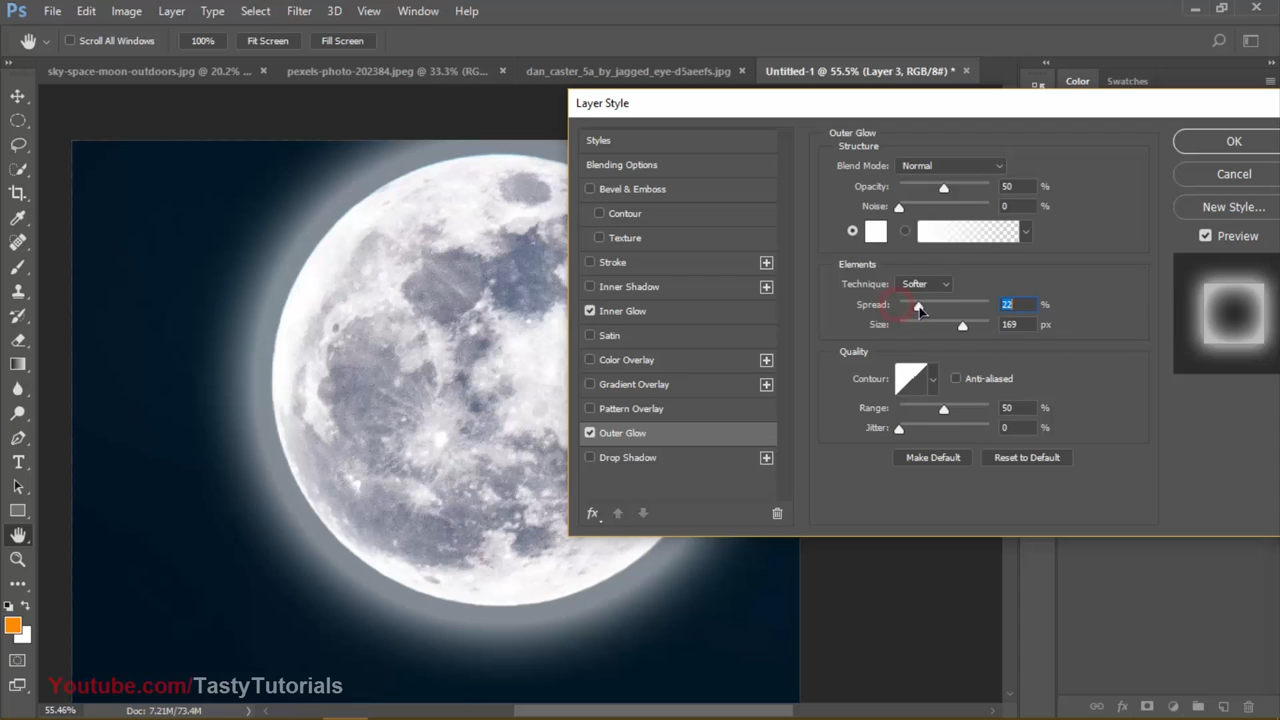 Ps File Edit Image Layer Type Select Filter 3D View Window Help
Scroll All Windows 100% Fit Screen Fill Screen
sky-space-moon-outdoors.jpg @ 20.2% ... × pexels-photo-202384.jpeg @ 33.3% (RG... × dan_caster_5a_by_jagged_eye-d5aeefs.jpg × Untitled-1 @ 55.5% (Layer 3, RGB/8#) * ×
Color Swatches
Layer Style
Styles
Blending Options
Bevel & Emboss
Contour
Texture
Stroke
Inner Shadow
Inner Glow
Satin
Color Overlay
Gradient Overlay
Pattern Overlay
Outer Glow
Drop Shadow
fx
Outer Glow
Structure
Blend Mode: Normal
Opacity: 50 %
Noise: 0 %
Elements
Technique: Softer
Spread: 22 %
Size: 169 px
Quality
Contour: Anti-aliased
Range: 50 %
Jitter: 0 %
Make Default Reset to Default
OK
Cancel
New Style...
Preview
Youtube.com/TastyTutorials
55.46% Doc: 7.21M/73.4M
fx